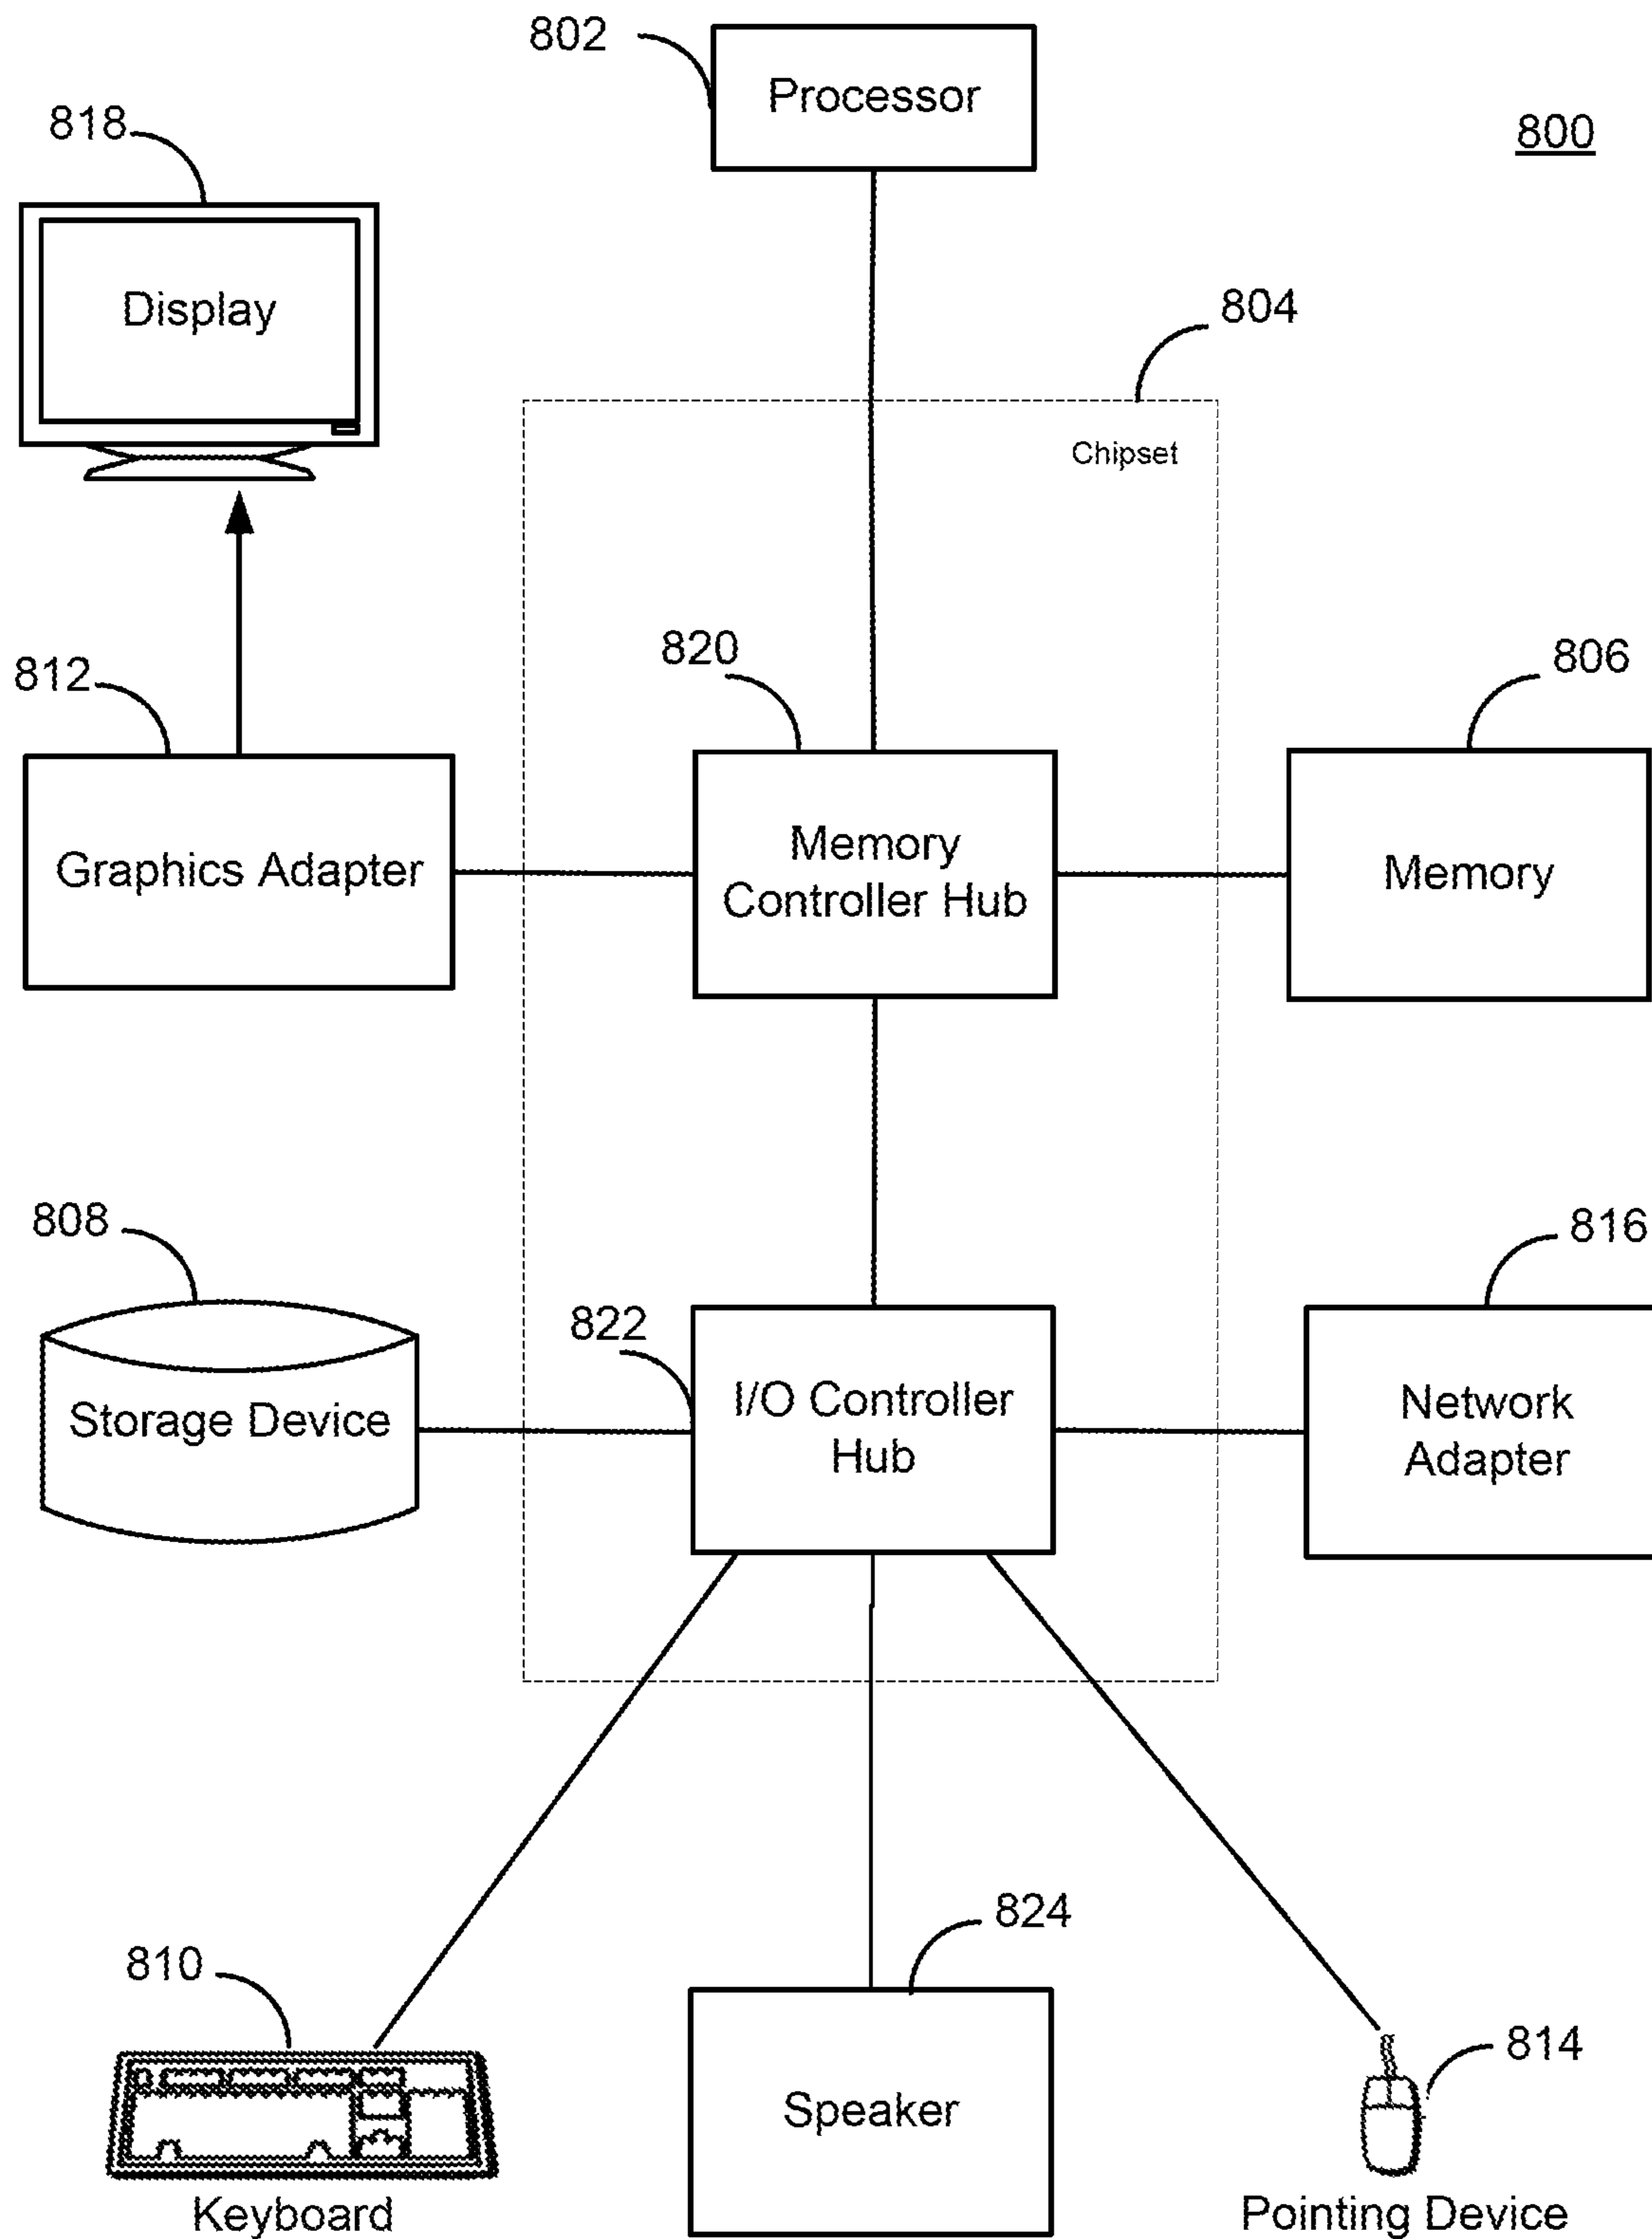 802
Processor
800
818
Display
804
Chipset
812
820
806
Graphics Adapter
Memory
Controller Hub
Memory
808
822
816
Storage Device
I/O Controller
Hub
Network
Adapter
810
824
814
Keyboard
Speaker
Pointing Device